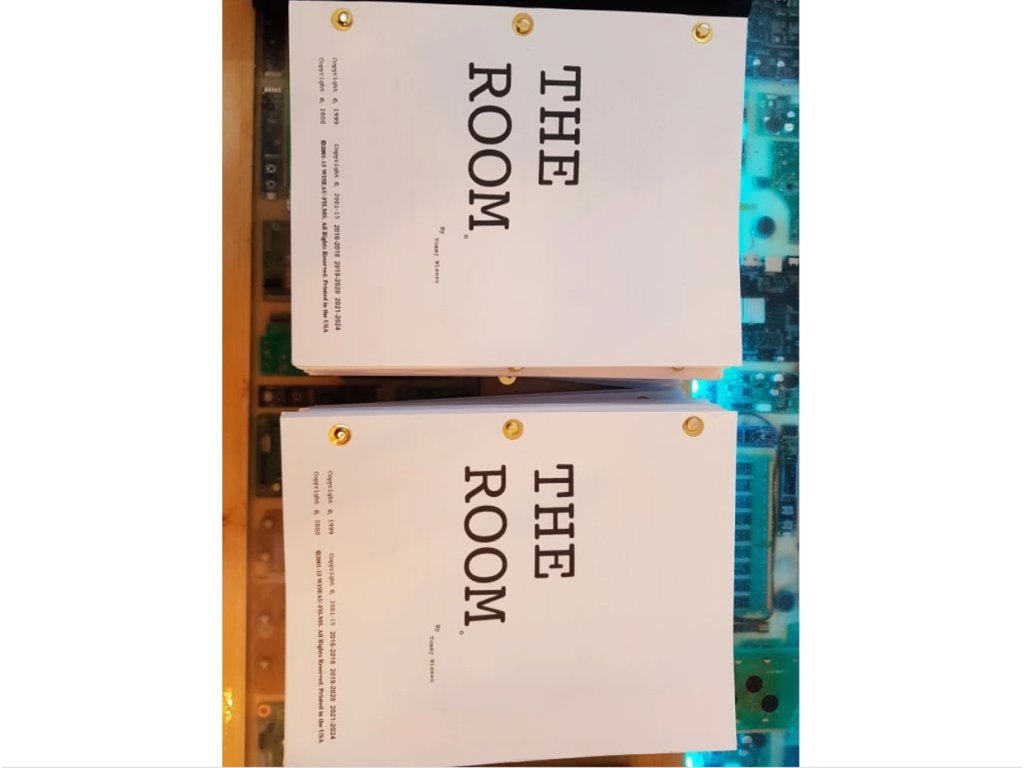 THE
ROOM©
By
Tommy Wiseau
Copyright ©, 1999 Copyright ©, 2001-15 2016-2018 2019-2020 2021-2024
Copyright ©, 2000 ©2001-15 WISEAU-FILMS. All Rights Reserved. Printed in the USA
THE
ROOM©
By
Tommy Wiseau
Copyright ©, 1999 Copyright ©, 2001-15 2016-2018 2019-2020 2021-2024
Copyright ©, 2000 ©2001-15 WISEAU-FILMS. All Rights Reserved. Printed in the USA